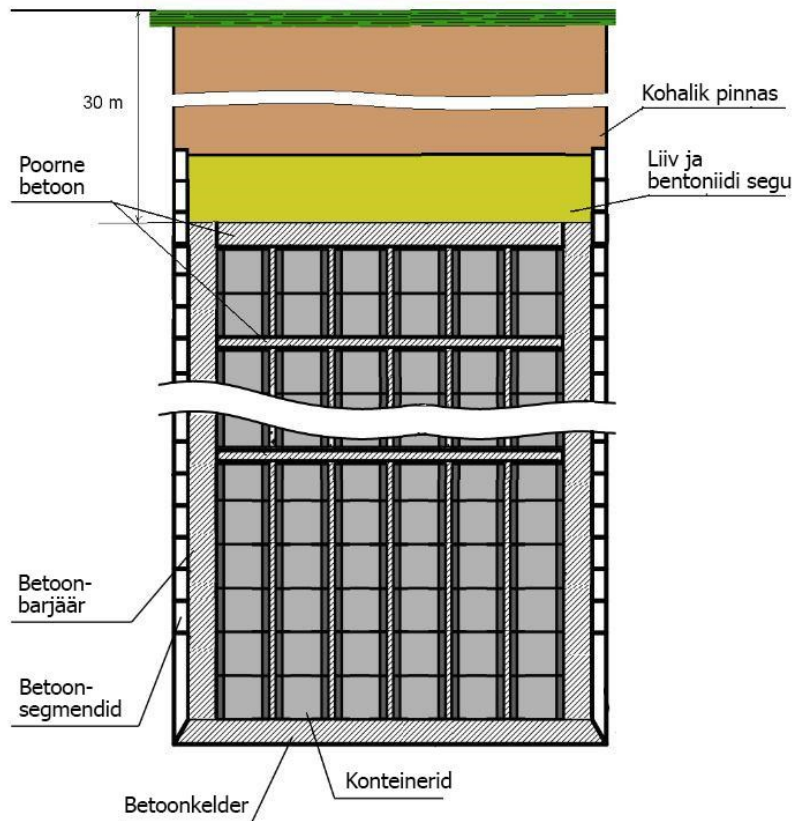 30 m
Kohalik pinnas
Poorne
betoon
Liiv ja
bentoniidi segu
Betoon-
barjäär
Betoon-
segmendid
Konteinerid
Betoonkelder